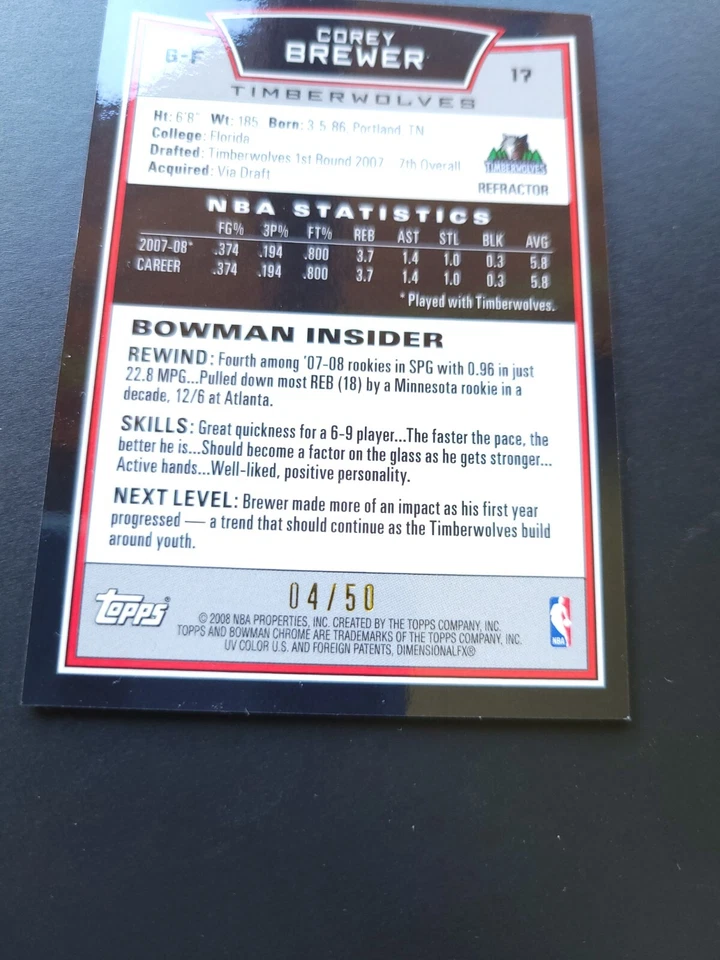 COREY
BREWER
G-F
17
TIMBERWOLVES
Ht: 6'8" Wt: 185 Born: 3-5-86, Portland, TN
College: Florida
Drafted: Timberwolves 1st Round 2007 7th Overall
Acquired: Via Draft
TIMBERWOLVES
REFRACTOR
NBA STATISTICS
FG% 3P% FT% REB AST STL BLK AVG
2007-08* .374 .194 .800 3.7 1.4 1.0 0.3 5.8
CAREER .374 .194 .800 3.7 1.4 1.0 0.3 5.8
*Played with Timberwolves.
BOWMAN INSIDER
REWIND: Fourth among '07-08 rookies in SPG with 0.96 in just
22.8 MPG...Pulled down most REB (18) by a Minnesota rookie in a
decade, 12/6 at Atlanta.
SKILLS: Great quickness for a 6-9 player...The faster the pace, the
better he is...Should become a factor on the glass as he gets stronger...
Active hands...Well-liked, positive personality.
NEXT LEVEL: Brewer made more of an impact as his first year
progressed — a trend that should continue as the Timberwolves build
around youth.
04/50
Topps®
© 2008 NBA PROPERTIES, INC. CREATED BY THE TOPPS COMPANY, INC.
TOPPS AND BOWMAN CHROME ARE TRADEMARKS OF THE TOPPS COMPANY, INC.
UV COLOR U.S. AND FOREIGN PATENTS, DIMENSIONALFX®
NBA